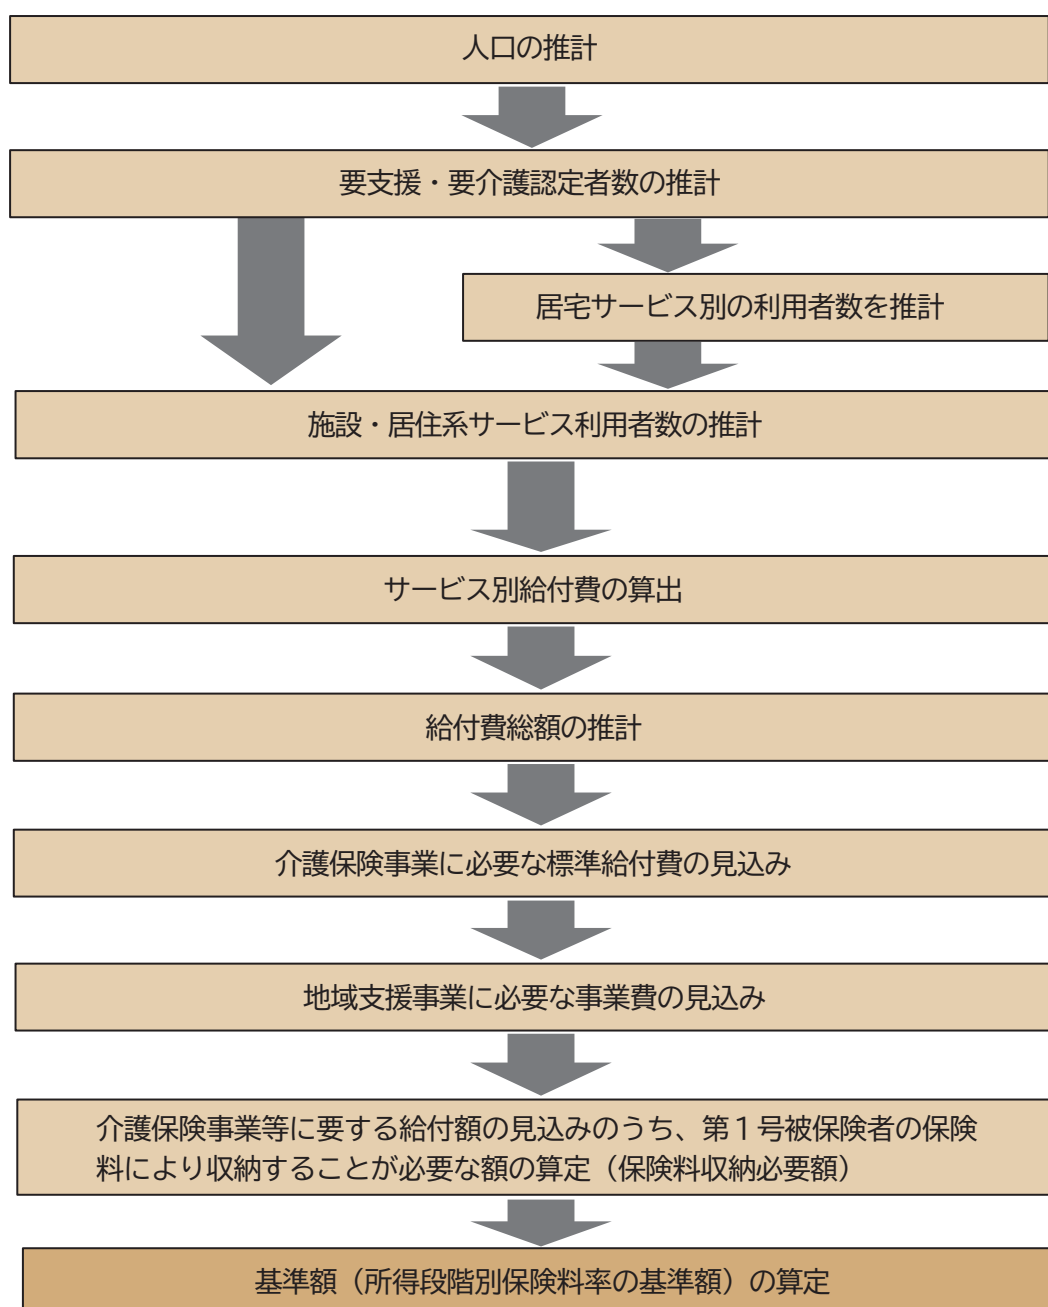 人口の推計
要支援・要介護認定者数の推計
居宅サービス別の利用者数を推計
施設・居住系サービス利用者数の推計
サービス別給付費の算出
給付費総額の推計
介護保険事業に必要な標準給付費の見込み
地域支援事業に必要な事業費の見込み
介護保険事業等に要する給付額の見込みのうち、第１号被保険者の保険
料により収納することが必要な額の算定（保険料収納必要額）
基準額（所得段階別保険料率の基準額）の算定